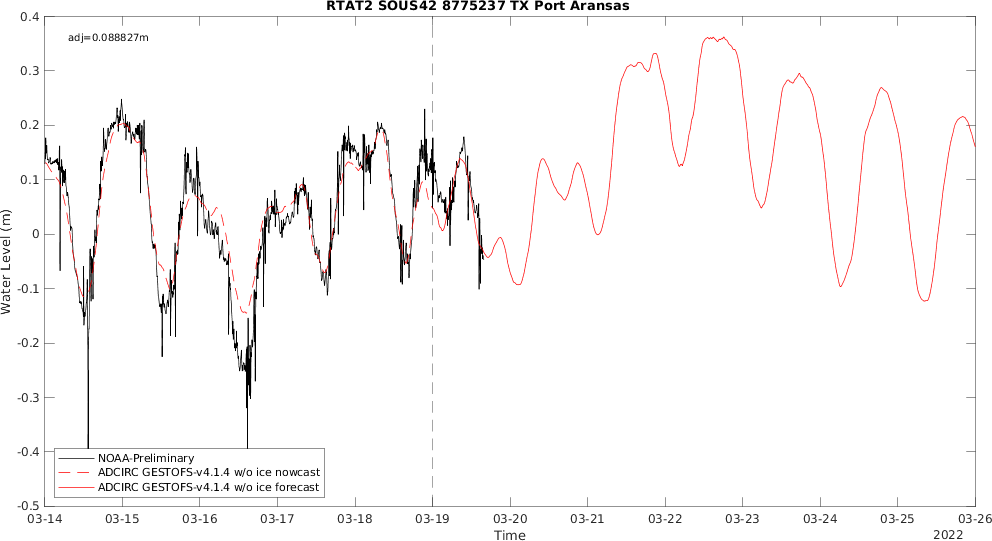 RTAT2 SOUS42 8775237 TX Port Aransas
adj=0.088827m
0.4
0.3
0.2
0.1
0
-0.1
-0.2
-0.3
-0.4
-0.5
Water Level (m)
NOAA-Preliminary
ADCIRC GESTOFS-v4.1.4 w/o ice nowcast
ADCIRC GESTOFS-v4.1.4 w/o ice forecast
03-14 03-15 03-16 03-17 03-18 03-19 03-20 03-21 03-22 03-23 03-24 03-25 03-26
Time
2022